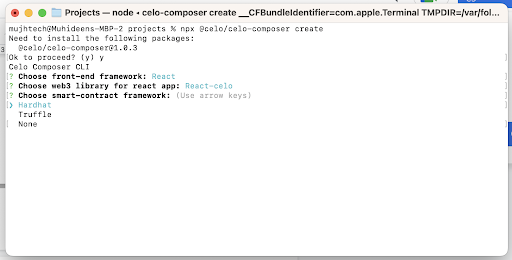 Projects — node ◂ celo-composer create __CFBundleIdentifier=com.apple.Terminal TMPDIR=/var/fol...
mujhtech@Muhideens-MBP-2 projects % npx @celo/celo-composer create
Need to install the following packages:
@celo/celo-composer@1.0.3
Ok to proceed? (y) y
Celo Composer CLI
[? Choose front-end framework: React ]
[? Choose web3 library for react app: React-celo ]
[? Choose smart-contract framework: (Use arrow keys) ]
[❯ Hardhat ]
Truffle
[ None ]